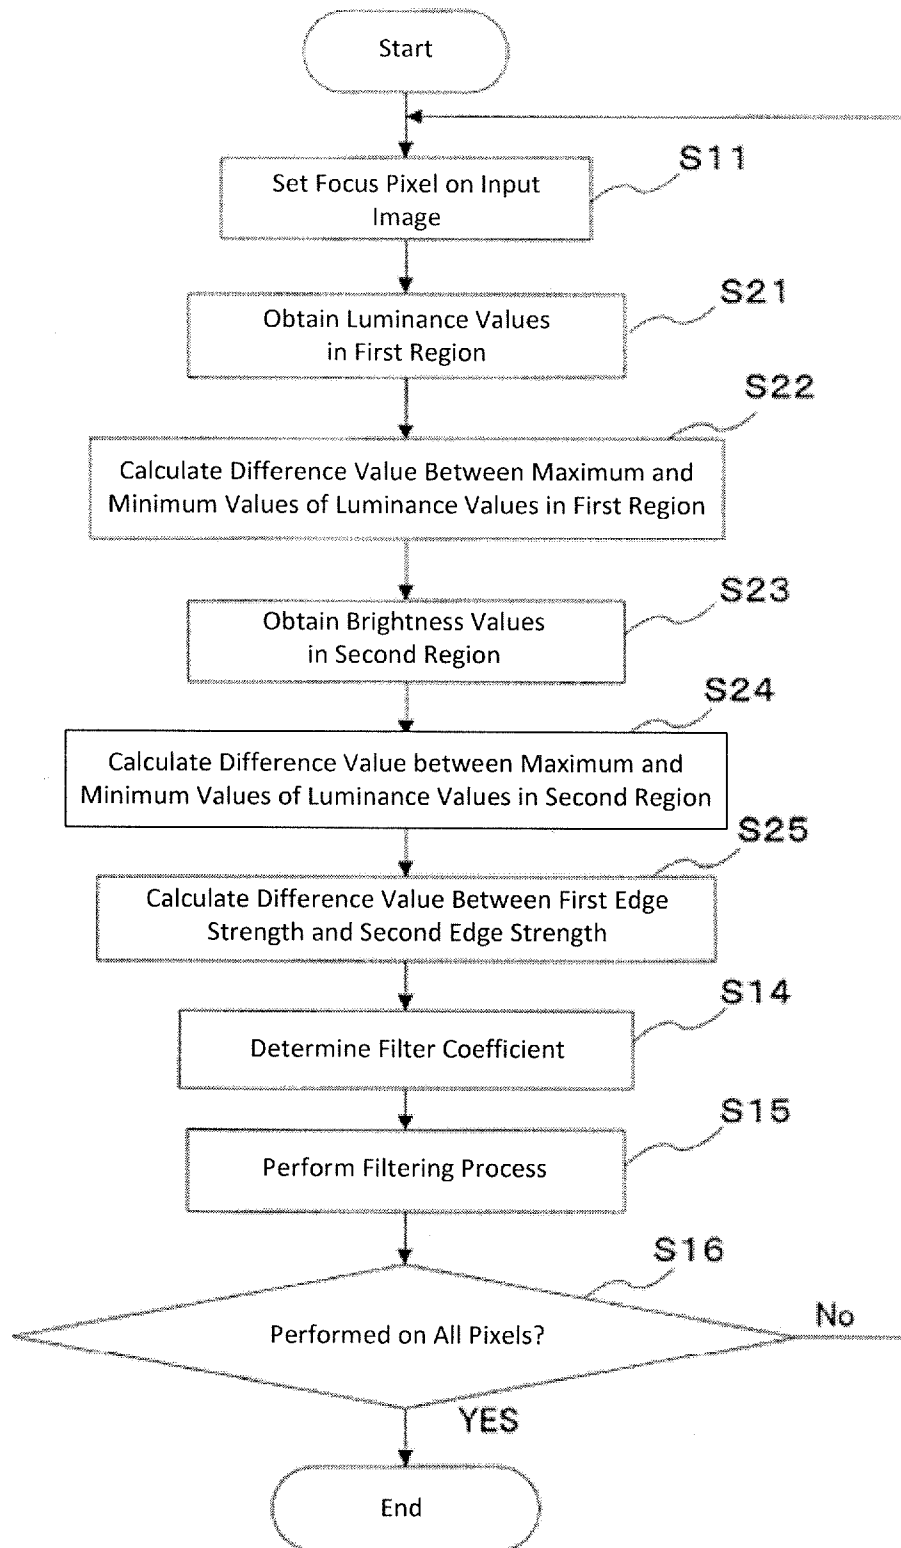 Start
S11
Set Focus Pixel on Input
Image
S21
Obtain Luminance Values
in First Region
S22
Calculate Difference Value Between Maximum and
Minimum Values of Luminance Values in First Region
S23
Obtain Brightness Values
in Second Region
S24
Calculate Difference Value between Maximum and
Minimum Values of Luminance Values in Second Region
S25
Calculate Difference Value Between First Edge
Strength and Second Edge Strength
S14
Determine Filter Coefficient
S15
Perform Filtering Process
S16
Performed on All Pixels?
No
YES
End